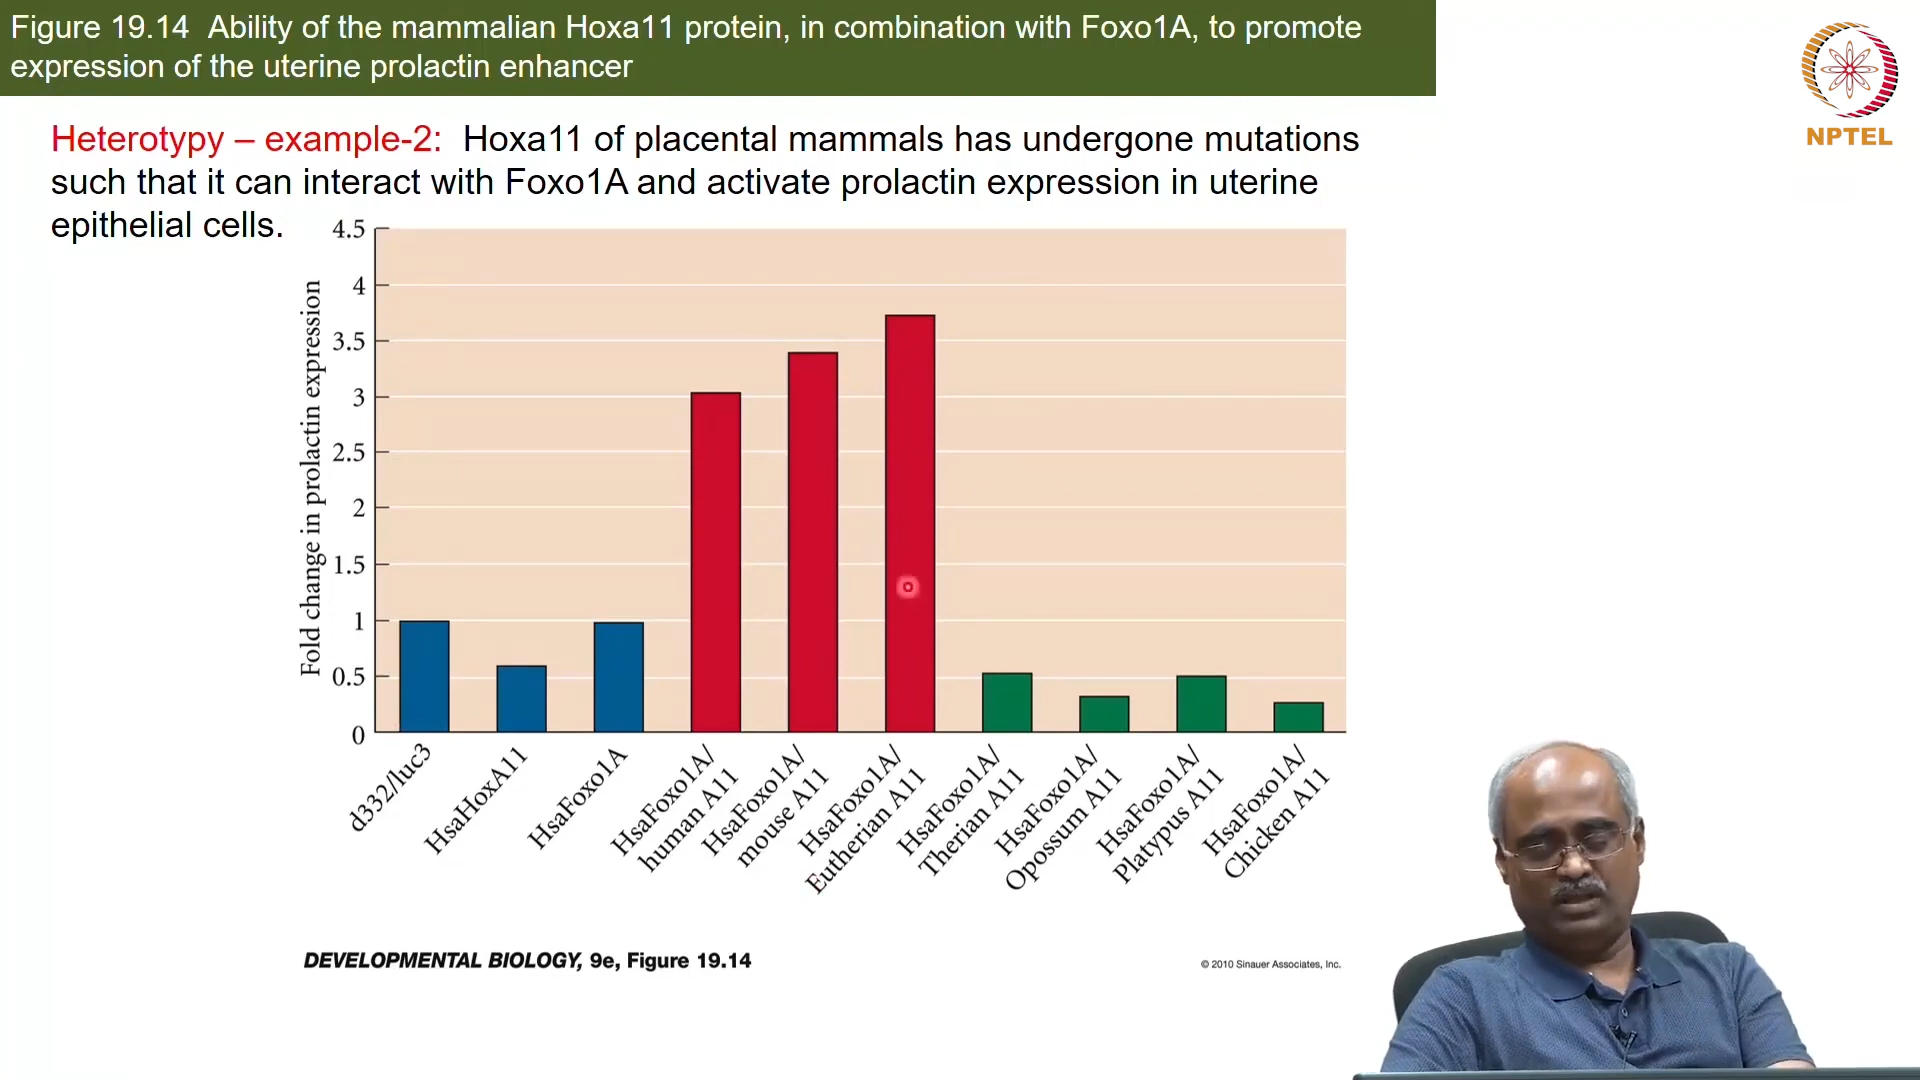 Figure 19.14 Ability of the mammalian Hoxa11 protein, in combination with Foxo1A, to promote
expression of the uterine prolactin enhancer
NPTEL
Heterotypy – example-2: Hoxa11 of placental mammals has undergone mutations
such that it can interact with Foxo1A and activate prolactin expression in uterine
epithelial cells.
Fold change in prolactin expression
4.5
4
3.5
3
2.5
2
1.5
1
0.5
0
d332/luc3
HsaHoxA11
HsaFoxo1A
HsaFoxo1A/
human A11
HsaFoxo1A/
mouse A11
HsaFoxo1A/
Eutherian A11
HsaFoxo1A/
Therian A11
HsaFoxo1A/
Opossum A11
HsaFoxo1A/
Platypus A11
HsaFoxo1A/
Chicken A11
DEVELOPMENTAL BIOLOGY, 9e, Figure 19.14
© 2010 Sinauer Associates, Inc.